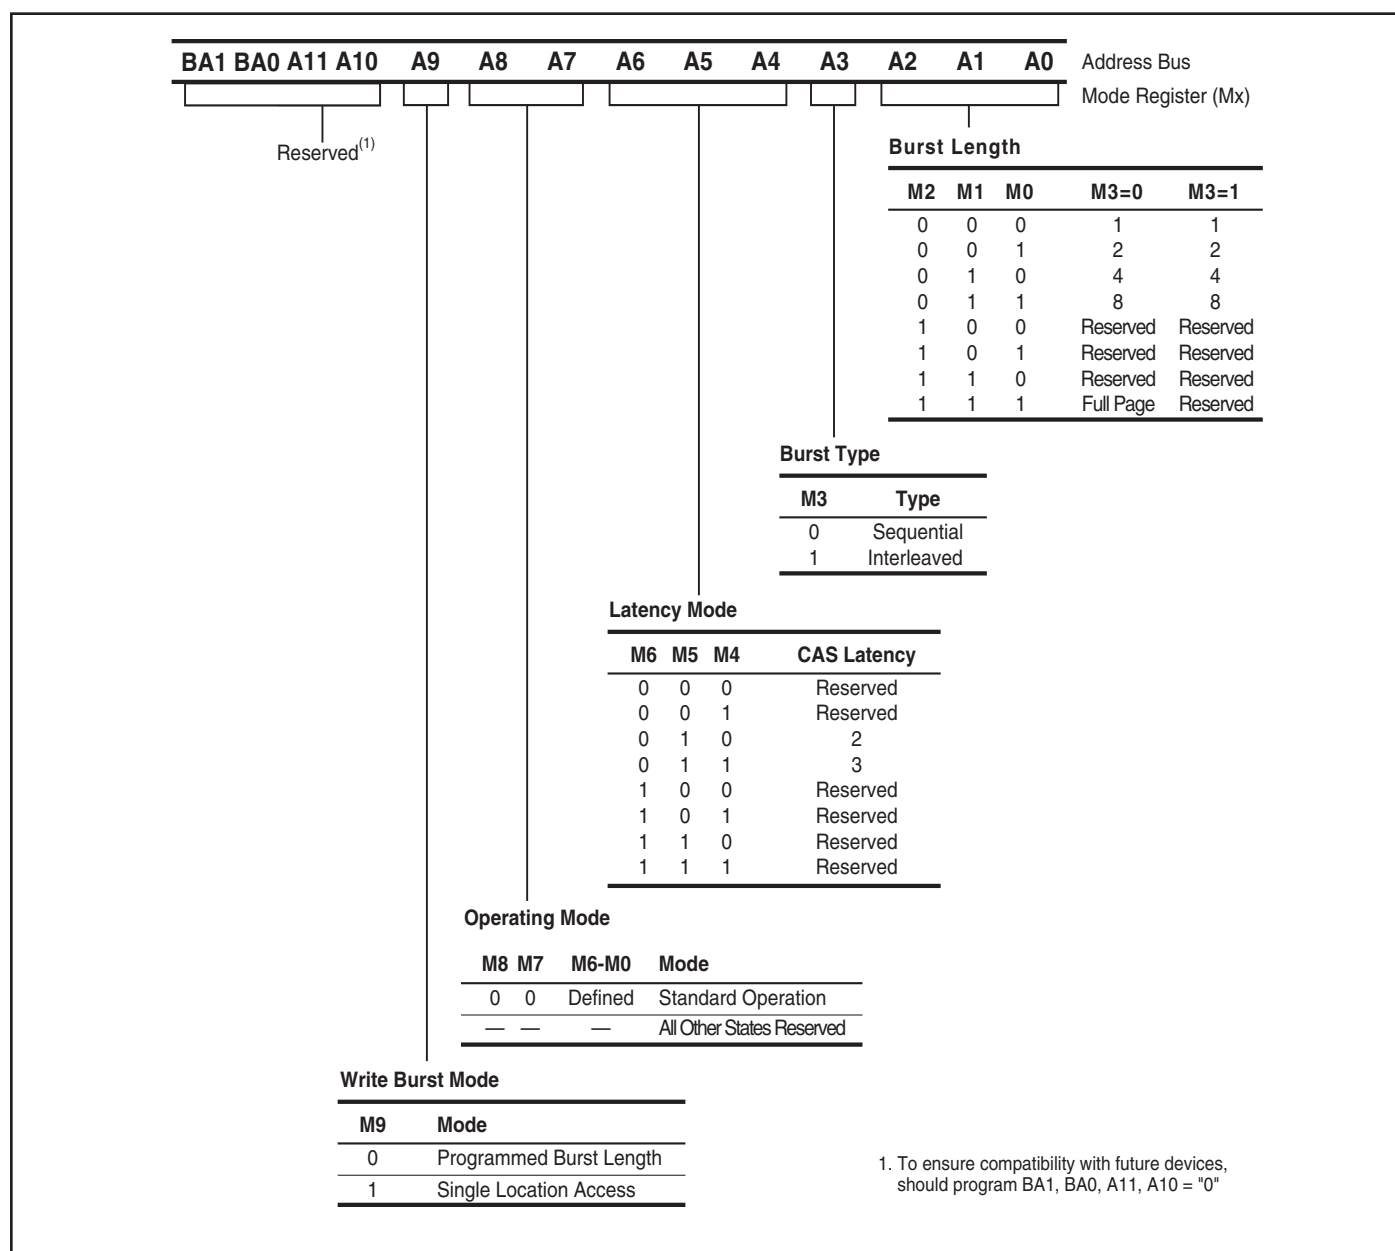 BA1 BA0 A11 A10 A9 A8 A7 A6 A5 A4 A3 A2 A1 A0 Address Bus
Mode Register (Mx)
Reserved(1)
Burst Length
M2 M1 M0 M3=0 M3=1
0 0 0 1 1
0 0 1 2 2
0 1 0 4 4
0 1 1 8 8
1 0 0 Reserved Reserved
1 0 1 Reserved Reserved
1 1 0 Reserved Reserved
1 1 1 Full Page Reserved
Burst Type
M3 Type
0 Sequential
1 Interleaved
Latency Mode
M6 M5 M4 CAS Latency
0 0 0 Reserved
0 0 1 Reserved
0 1 0 2
0 1 1 3
1 0 0 Reserved
1 0 1 Reserved
1 1 0 Reserved
1 1 1 Reserved
Operating Mode
M8 M7 M6-M0 Mode
0 0 Defined Standard Operation
— — — All Other States Reserved
Write Burst Mode
M9 Mode
0 Programmed Burst Length
1 Single Location Access
1. To ensure compatibility with future devices,
should program BA1, BA0, A11, A10 = "0"